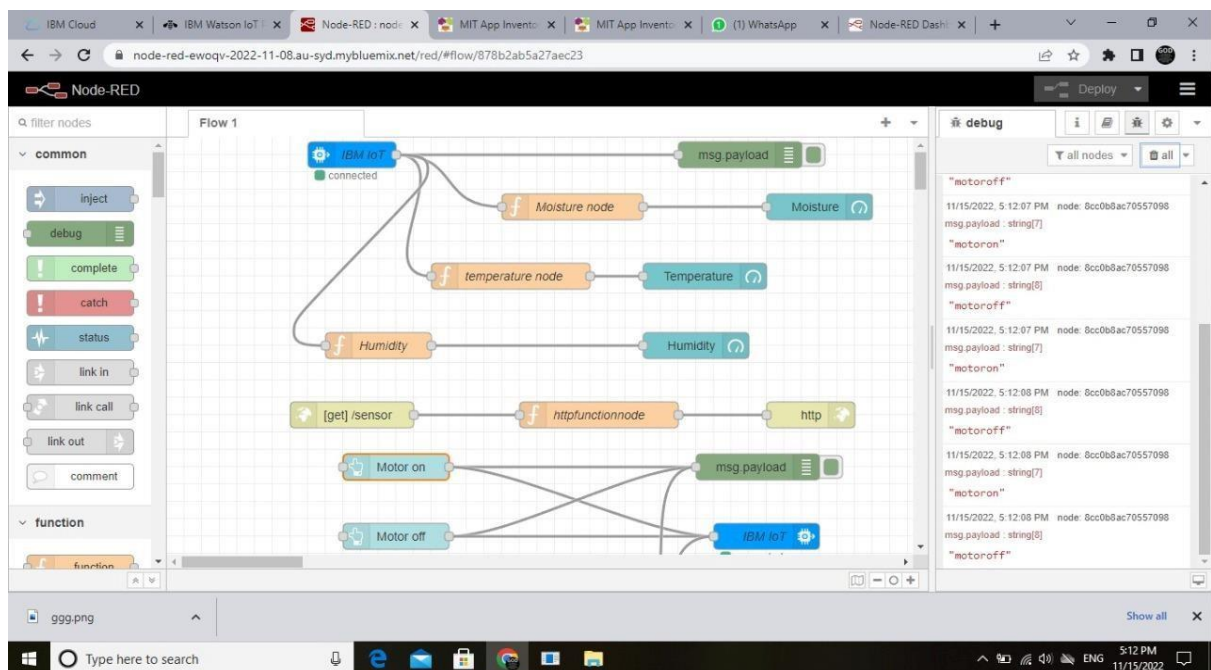 IBM Cloud
IBM Watson IoT P
Node-RED : node
MIT App Invento
MIT App Invento
(1) WhatsApp
Node-RED Dash
node-red-ewoqv-2022-11-08.au-syd.mybluemix.net/red/#flow/878b2ab5a27aec23
Node-RED
Deploy
filter nodes
Flow 1
debug
i
common
all nodes
all
inject
debug
complete
catch
status
link in
link call
link out
comment
function
function
IBM IoT
connected
msg.payload
Moisture node
Moisture
temperature node
Temperature
Humidity
Humidity
[get] /sensor
httpfunctionnode
http
Motor on
msg.payload
Motor off
IBM IoT
"motoroff"
11/15/2022, 5:12:07 PM node: 8cc0b8ac70557098
msg.payload : string[7]
"motoron"
11/15/2022, 5:12:07 PM node: 8cc0b8ac70557098
msg.payload : string[8]
"motoroff"
11/15/2022, 5:12:07 PM node: 8cc0b8ac70557098
msg.payload : string[7]
"motoron"
11/15/2022, 5:12:08 PM node: 8cc0b8ac70557098
msg.payload : string[8]
"motoroff"
11/15/2022, 5:12:08 PM node: 8cc0b8ac70557098
msg.payload : string[7]
"motoron"
11/15/2022, 5:12:08 PM node: 8cc0b8ac70557098
msg.payload : string[8]
"motoroff"
ggg.png
Show all
Type here to search
ENG
5:12 PM
11/15/2022